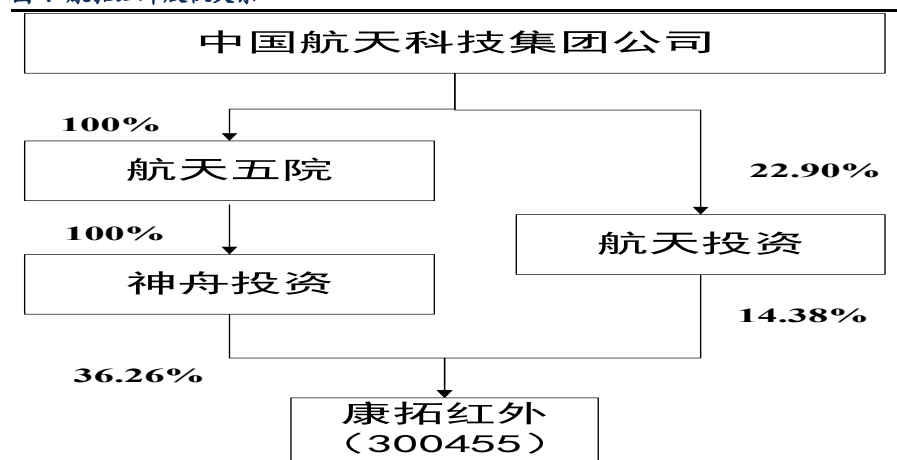 中国航天科技集团公司
100%
航天五院
22.90%
100%
航天投资
神舟投资
14.38%
36.26%
康拓红外
（300455）